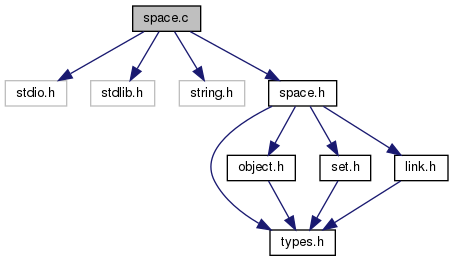 space.c
stdio.h
stdlib.h
string.h
space.h
object.h
set.h
link.h
types.h